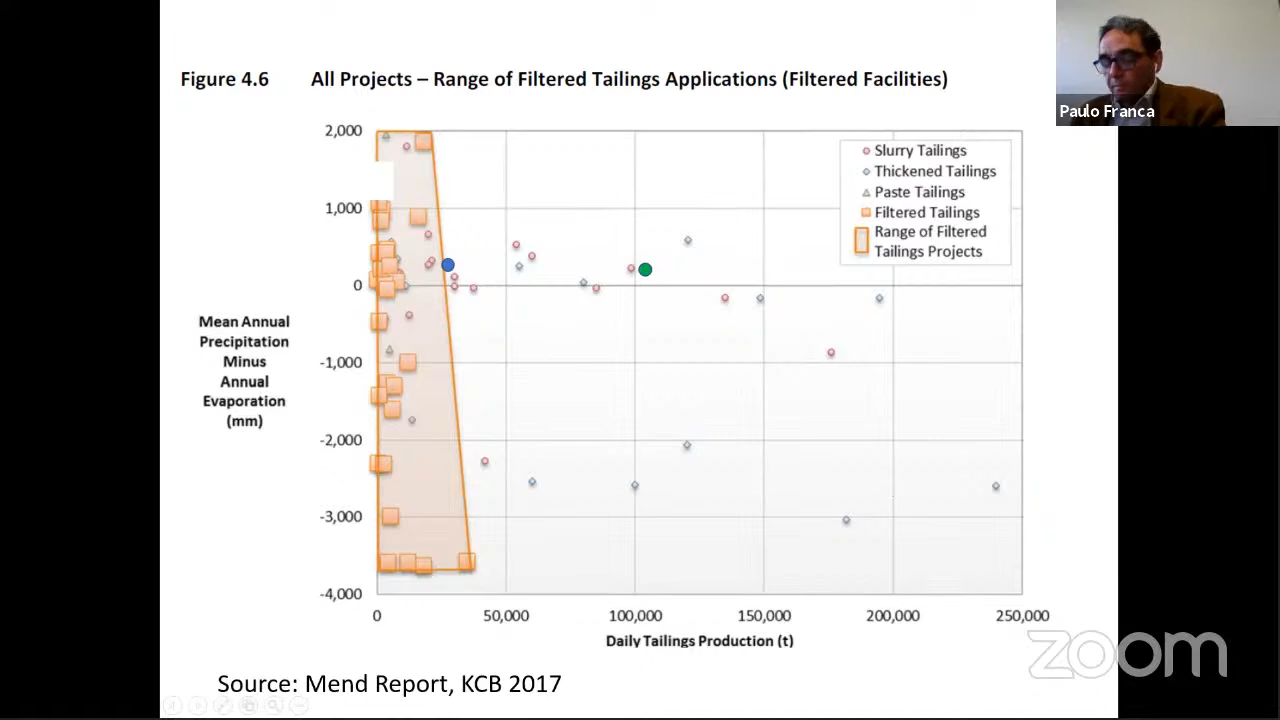 Figure 4.6 All Projects – Range of Filtered Tailings Applications (Filtered Facilities)
Paulo Franca
2,000
1,000
0
-1,000
-2,000
-3,000
-4,000
Mean Annual
Precipitation
Minus
Annual
Evaporation
(mm)
Slurry Tailings
Thickened Tailings
Paste Tailings
Filtered Tailings
Range of Filtered
Tailings Projects
0 50,000 100,000 150,000 200,000 250,000
Daily Tailings Production (t)
zoom
Source: Mend Report, KCB 2017